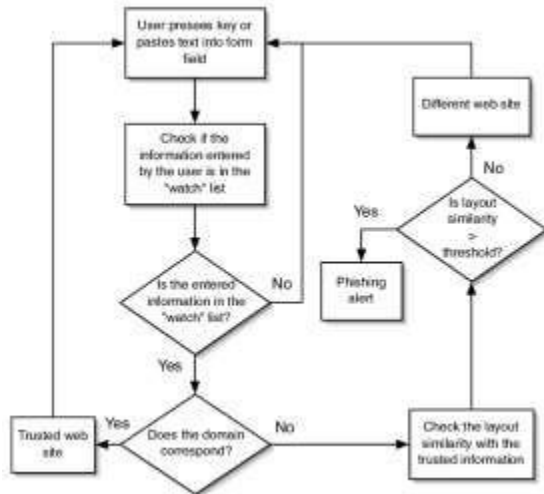 User presses key or
pastes text into form
field
Check if the
information entered
by the user is in the
"watch" list
Is the entered
information in the
"watch" list?
No
Yes
Does the domain
correspond?
Yes
Trusted web
site
No
Check the layout
similarity with the
trusted information
Is layout
similarity
>
threshold?
Yes
Phishing
alert
No
Different web site